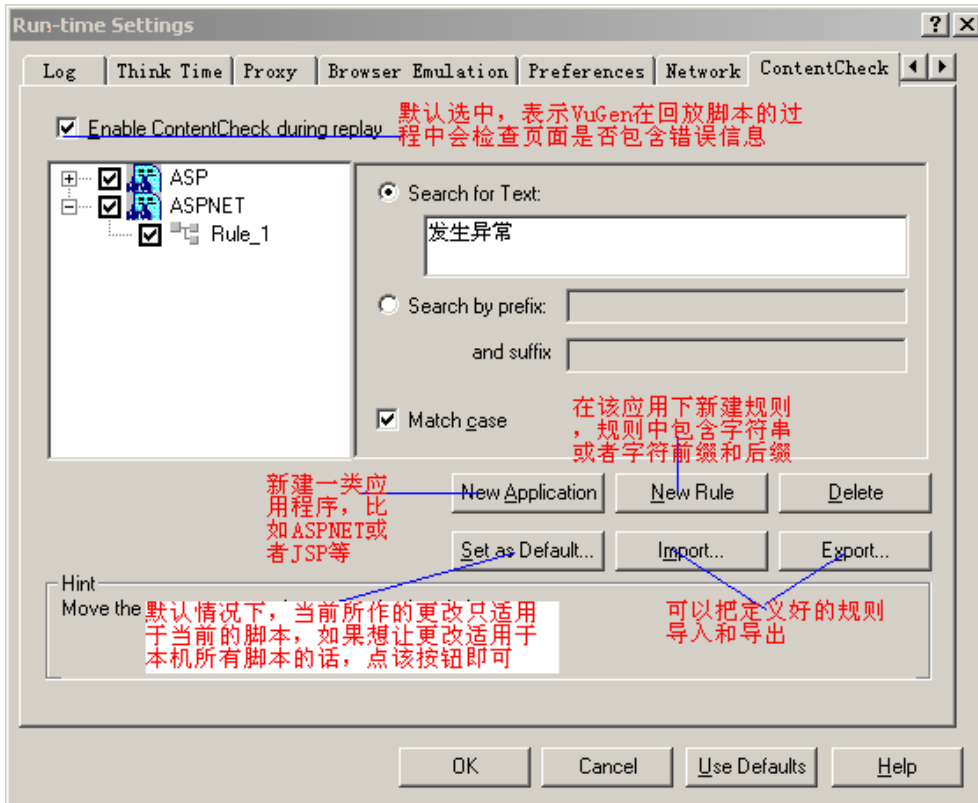 Run-time Settings
Log Think Time Proxy Browser Emulation Preferences Network ContentCheck
Enable ContentCheck during replay
默认选中，表示VuGen在回放脚本的过
程中会检查页面是否包含错误信息
ASP
ASPNET
Rule_1
Search for Text:
发生异常
Search by prefix:
and suffix
Match case
在该应用下新建规则
，规则中包含字符串
或者字符前缀和后缀
新建一类应
用程序，比
如ASPNET或
者JSP等
New Application New Rule Delete
Set as Default... Import... Export...
Hint
Move the
默认情况下，当前所作的更改只适用
于当前的脚本，如果想让更改适用于
本机所有脚本的话，点该按钮即可
可以把定义好的规则
导入和导出
OK Cancel Use Defaults Help